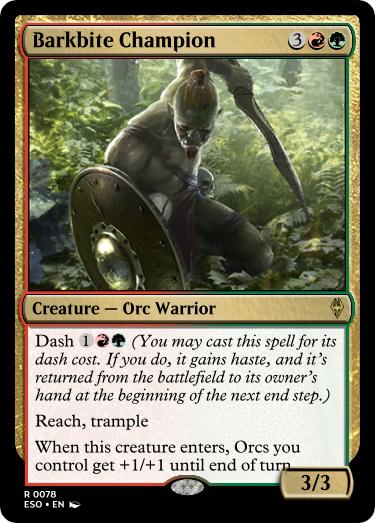 Barkbite Champion 3
Creature — Orc Warrior
Dash 1 (You may cast this spell for its
dash cost. If you do, it gains haste, and it's
returned from the battlefield to its owner's
hand at the beginning of the next end step.)
Reach, trample
When this creature enters, Orcs you
control get +1/+1 until end of turn.
3/3
R 0078
ESO • EN